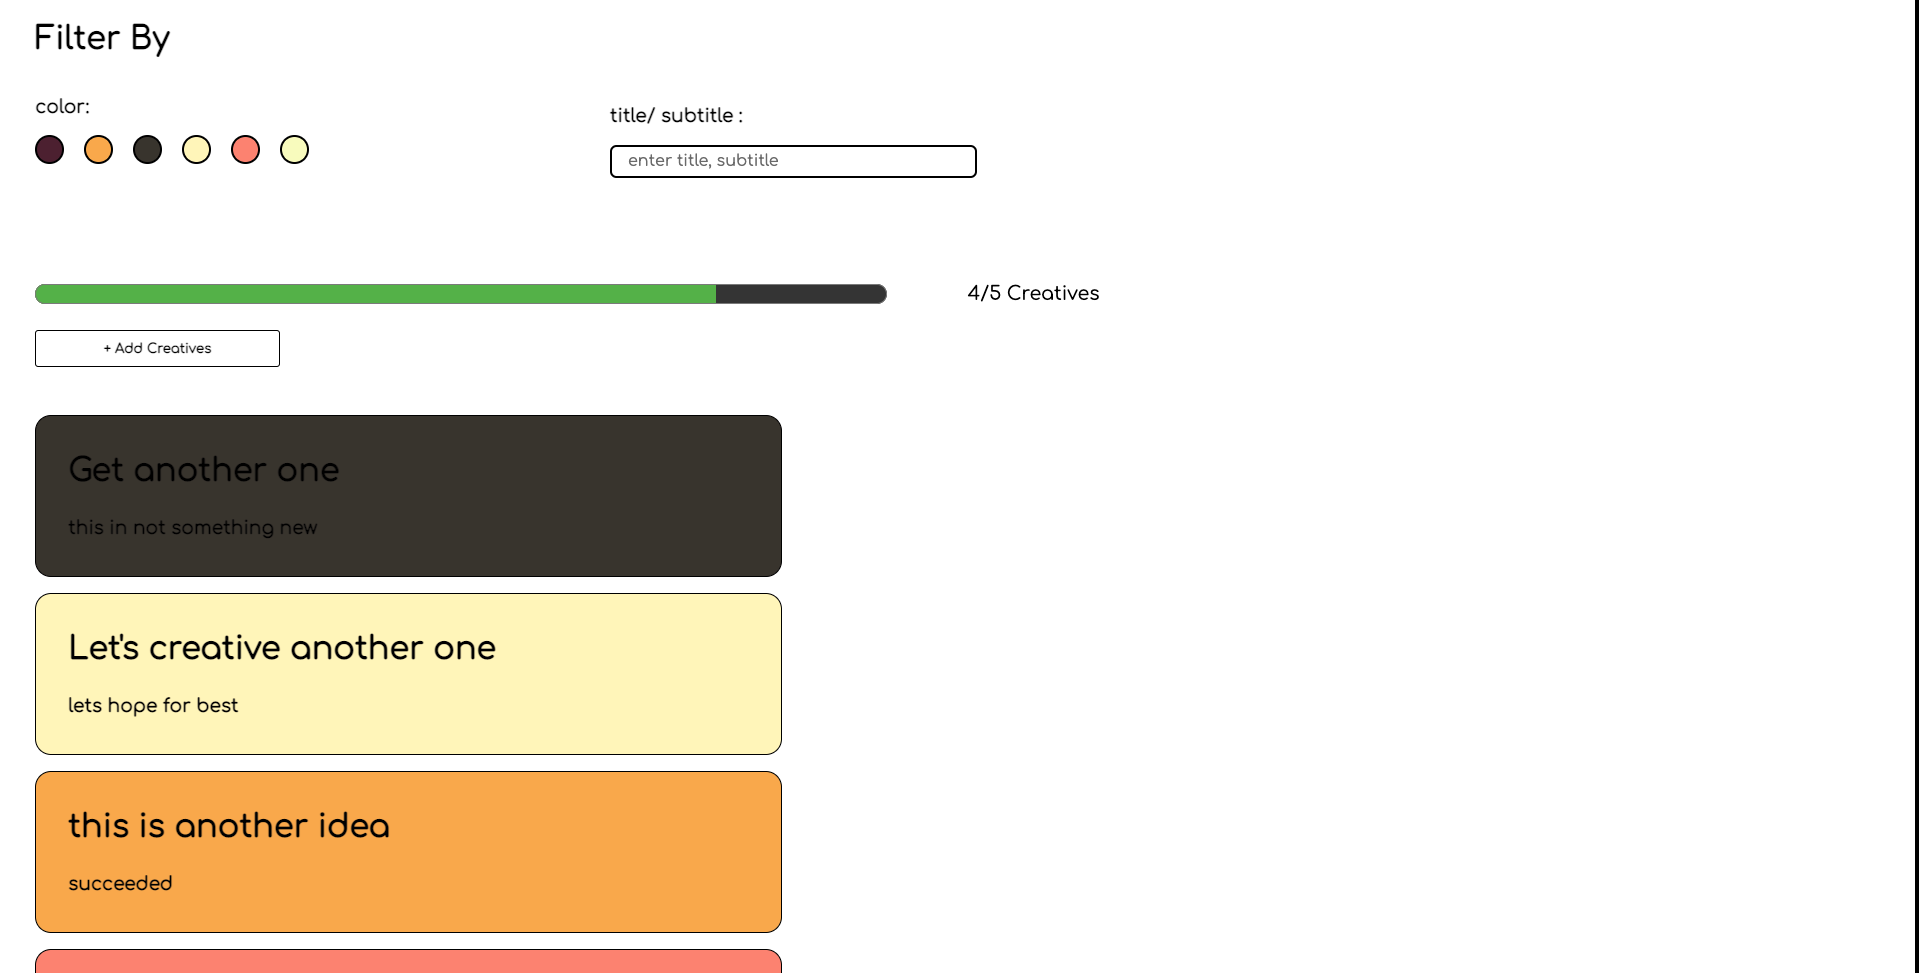 Filter By
color:
title/ subtitle :
enter title, subtitle
4/5 Creatives
+ Add Creatives
Get another one
this in not something new
Let's creative another one
lets hope for best
this is another idea
succeeded